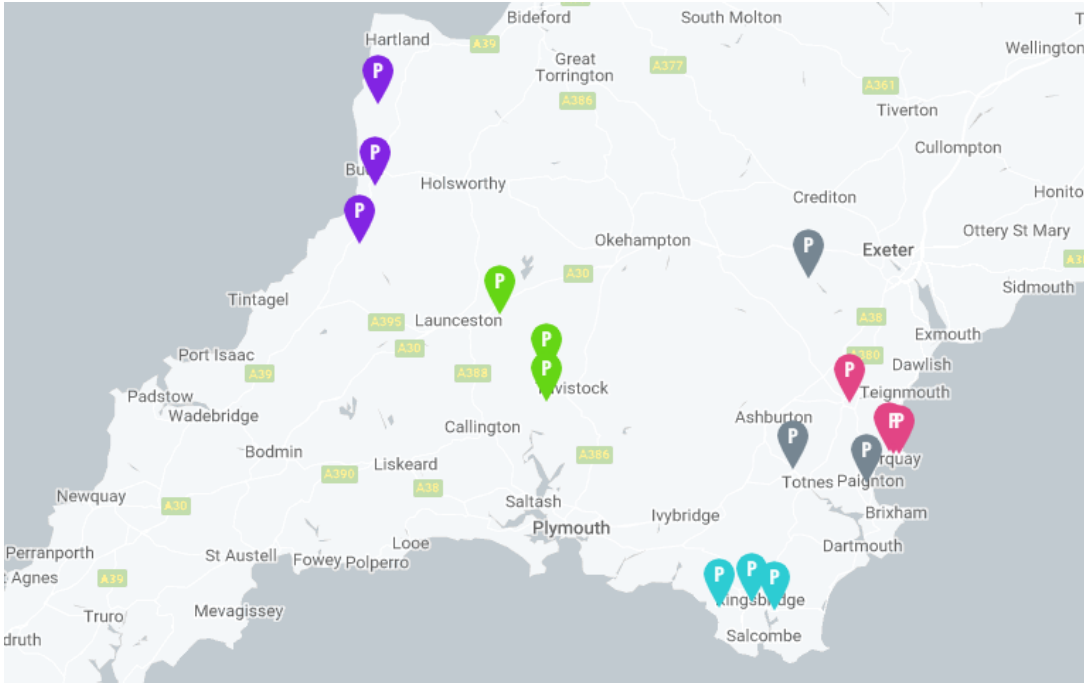 Bideford
South Molton
Hartland
A39
Wellington
Great
Torrington
A377
A361
A386
Tiverton
P
Cullompton
P
Holsworthy
Crediton
Okehampton
Exeter
Ottery St Mary
P
P
A30
Sidmouth
Tintagel
P
Launceston
A395
A38
Exmouth
A30
P
A380
Port Isaac
A39
A388
P
P
Dawlish
Padstow
Teignmouth
Wadebridge
Ashburton
P
P
Callington
P
P
Bodmin
A386
Liskeard
A390
A38
Totnes
Paignton
Newquay
A30
Saltash
Ivybridge
Brixham
Plymouth
Perranporth
St Austell
Fowey
Polperro
Looe
Dartmouth
Agnes
A39
P
P
P
Truro
Mevagissey
Salcombe